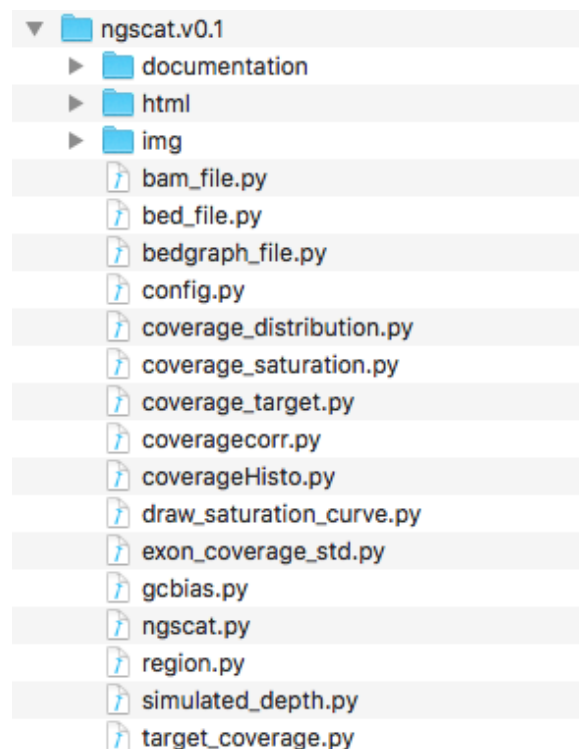 ngscat.v0.1
documentation
html
img
bam_file.py
bed_file.py
bedgraph_file.py
config.py
coverage_distribution.py
coverage_saturation.py
coverage_target.py
coveragecorr.py
coverageHisto.py
draw_saturation_curve.py
exon_coverage_std.py
gcbias.py
ngscat.py
region.py
simulated_depth.py
target_coverage.py